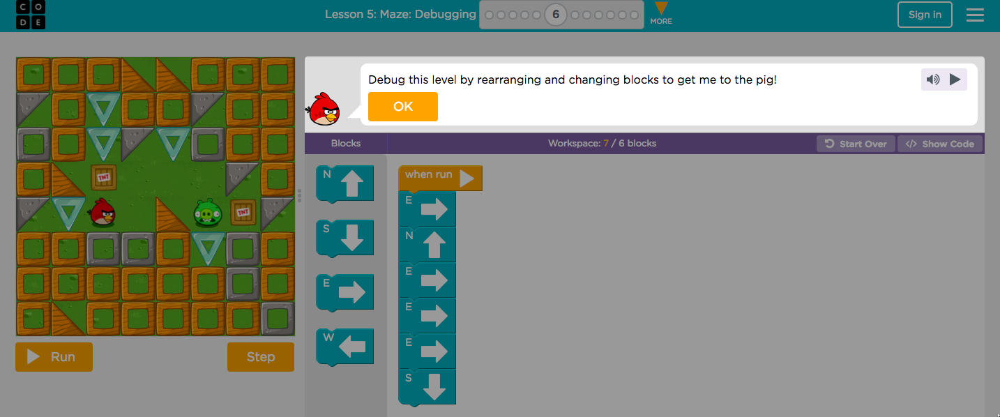 C O
D E
Lesson 5: Maze: Debugging
6
MORE
Sign in
Debug this level by rearranging and changing blocks to get me to the pig!
OK
Blocks
Workspace: 7 / 6 blocks
Start Over
</> Show Code
N
S
E
W
when run
E
N
E
E
E
S
TNT
TNT
Run
Step